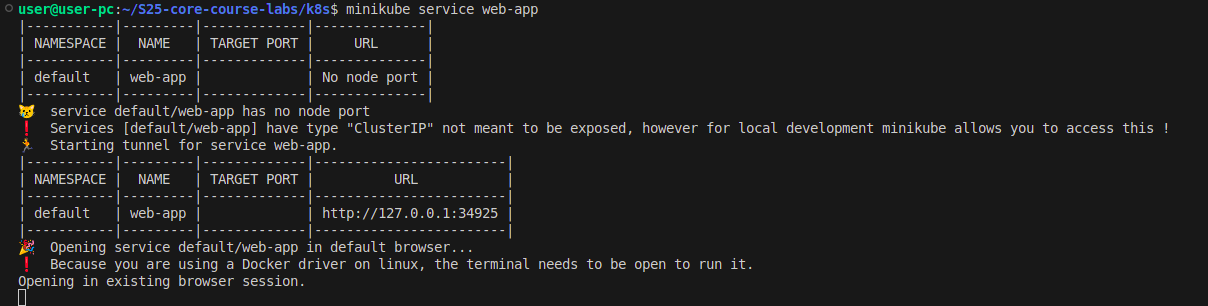 user@user-pc:~/S25-core-course-labs/k8s$ minikube service web-app
|-----------|---------|-------------|--------------|
| NAMESPACE |  NAME   | TARGET PORT |     URL      |
|-----------|---------|-------------|--------------|
| default   | web-app |             | No node port |
|-----------|---------|-------------|--------------|
😿  service default/web-app has no node port
❗  Services [default/web-app] have type "ClusterIP" not meant to be exposed, however for local development minikube allows you to access this !
🏃  Starting tunnel for service web-app.
|-----------|---------|-------------|------------------------|
| NAMESPACE |  NAME   | TARGET PORT |          URL           |
|-----------|---------|-------------|------------------------|
| default   | web-app |             | http://127.0.0.1:34925 |
|-----------|---------|-------------|------------------------|
🎉  Opening service default/web-app in default browser...
❗  Because you are using a Docker driver on linux, the terminal needs to be open to run it.
Opening in existing browser session.